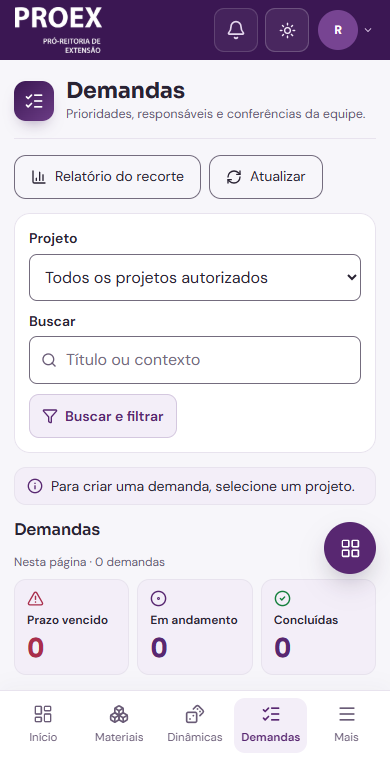 PROEX
PRÓ-REITORIA DE
EXTENSÃO
R
Demandas
Prioridades, responsáveis e conferências da equipe.
Relatório do recorte
Atualizar
Projeto
Todos os projetos autorizados
Buscar
Título ou contexto
Buscar e filtrar
Para criar uma demanda, selecione um projeto.
Demandas
Nesta página · 0 demandas
Prazo vencido
0
Em andamento
0
Concluídas
0
Início
Materiais
Dinâmicas
Demandas
Mais